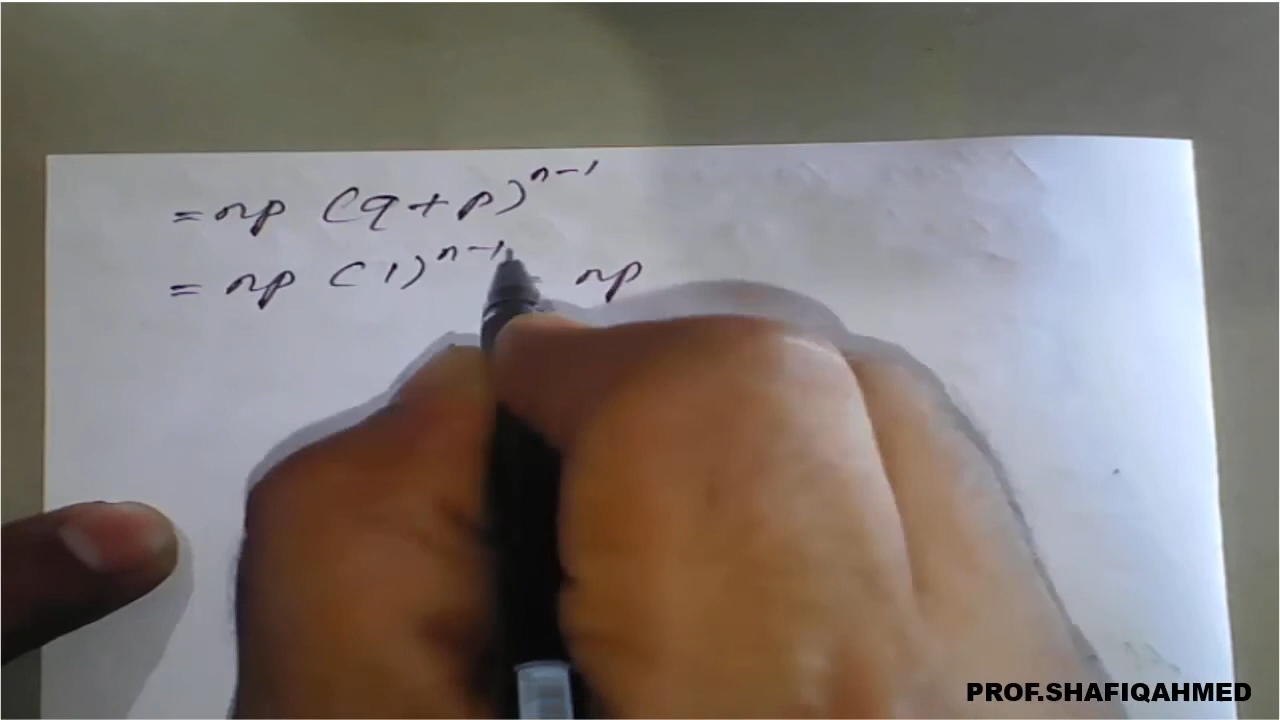 = np (q+p)^{n-1}
= np (1)^{n-1} np
PROF.SHAFIQAHMED